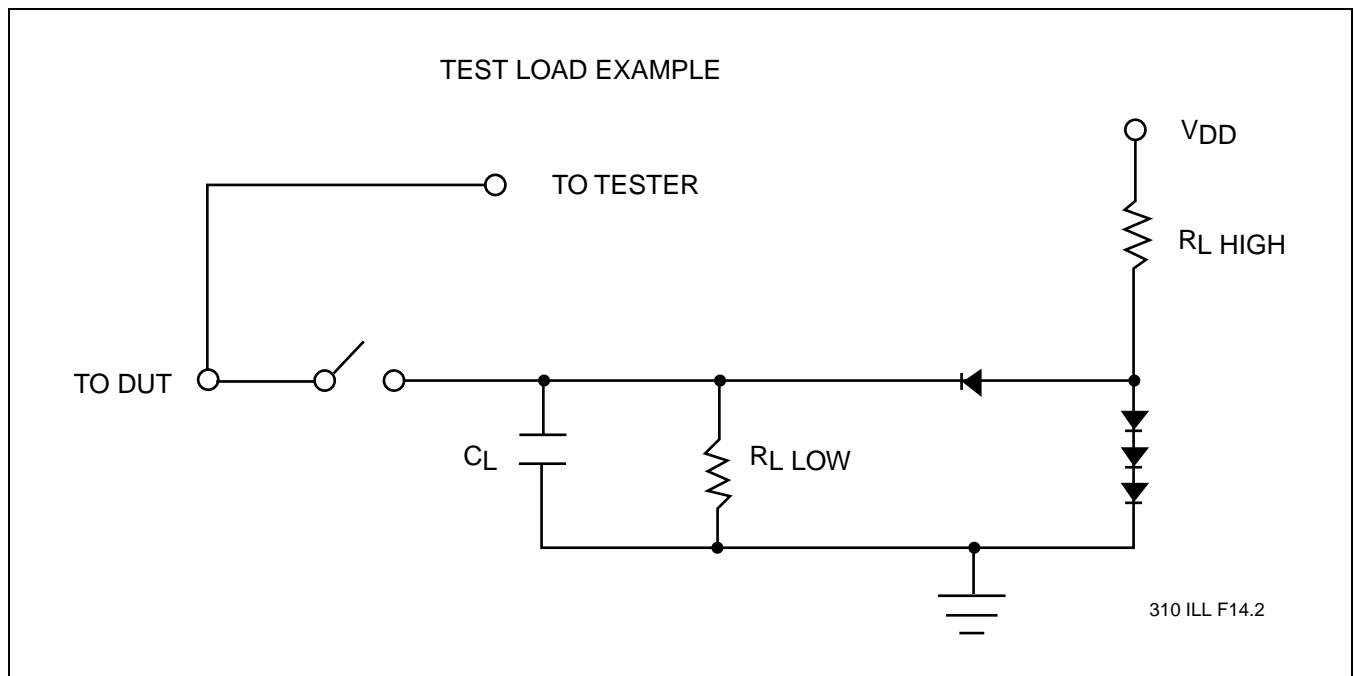 TEST LOAD EXAMPLE
VDD
TO TESTER
RL HIGH
TO DUT
CL
RL LOW
310 ILL F14.2